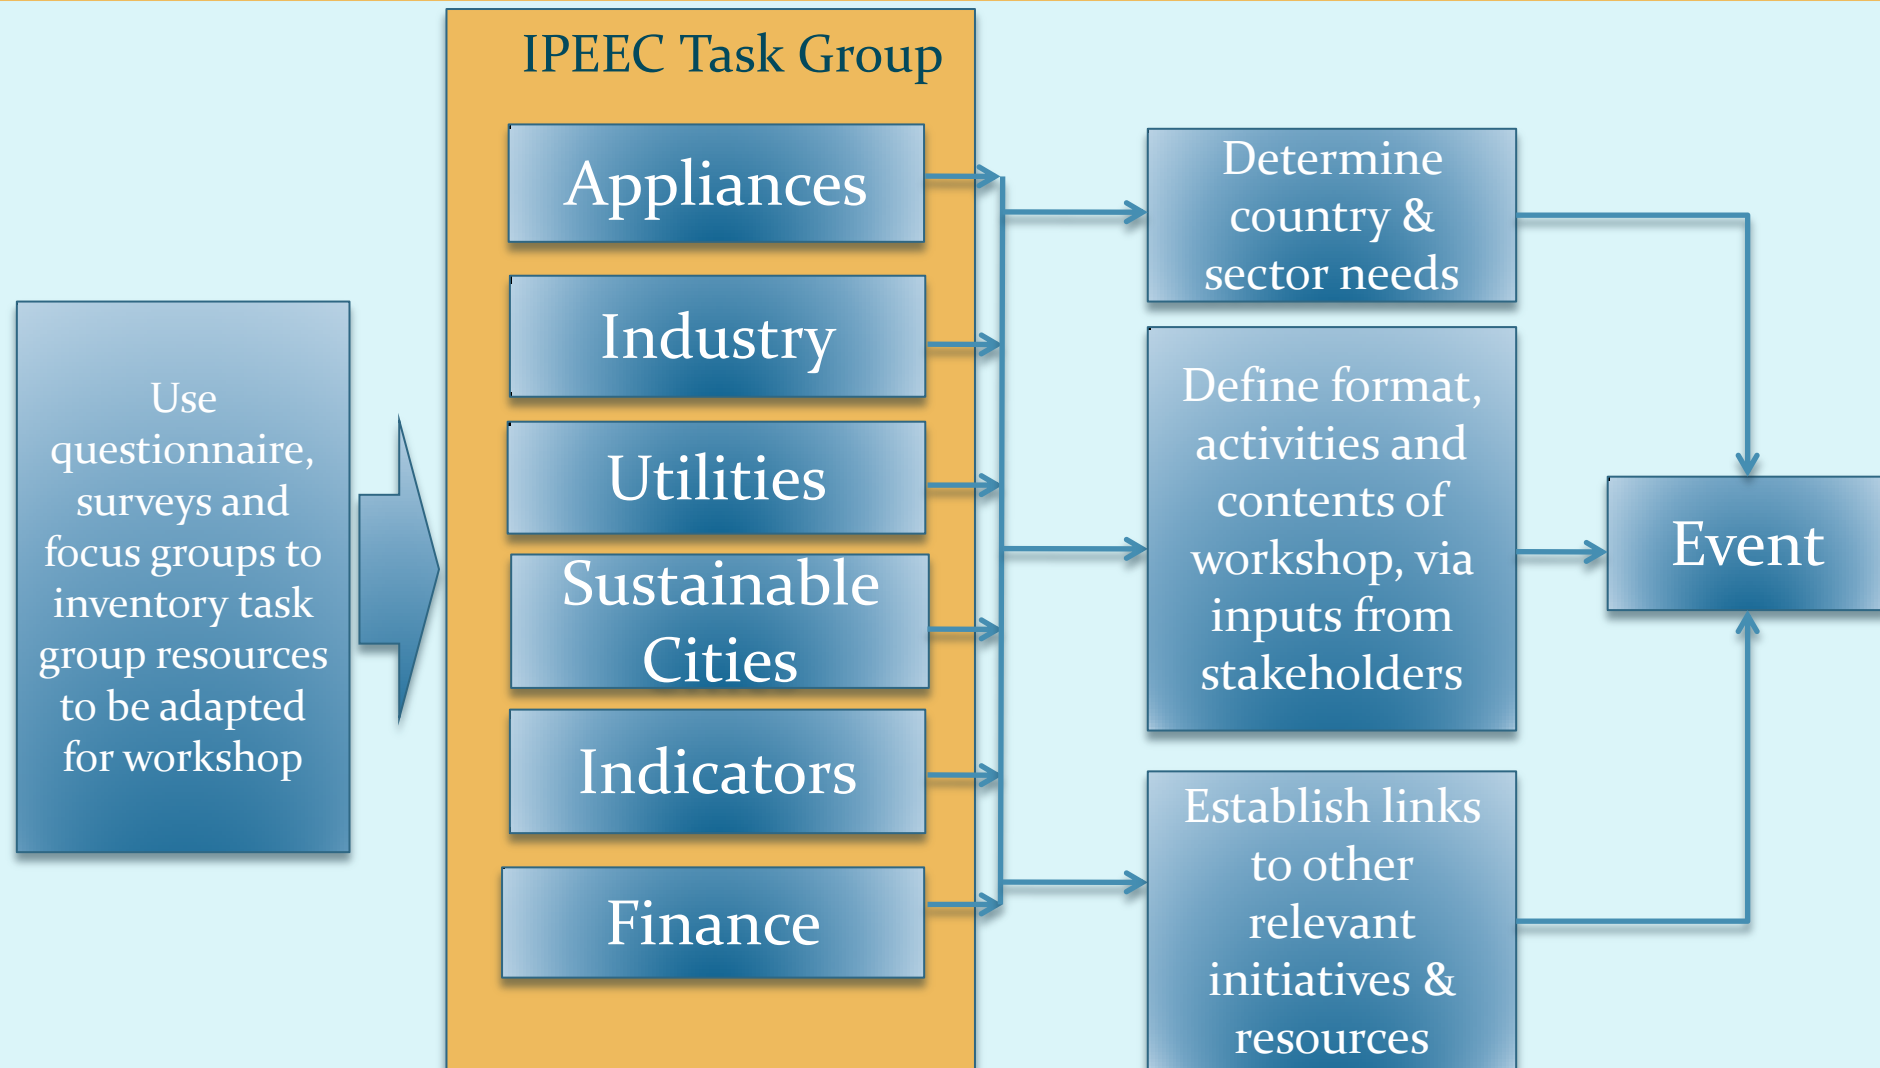 IPEEC Task Group
Use
questionnaire,
surveys and
focus groups to
inventory task
group resources
to be adapted
for workshop
Appliances
Industry
Utilities
Sustainable
Cities
Indicators
Finance
Determine
country &
sector needs
Define format,
activities and
contents of
workshop, via
inputs from
stakeholders
Establish links
to other
relevant
initiatives &
resources
Event